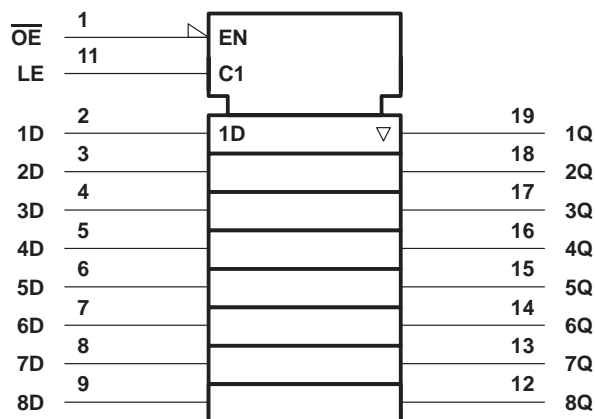 1
OE EN
11
LE C1
2 19
1D 1D ▽ 1Q
3 18
2D 2Q
4 17
3D 3Q
5 16
4D 4Q
6 15
5D 5Q
7 14
6D 6Q
8 13
7D 7Q
9 12
8D 8Q